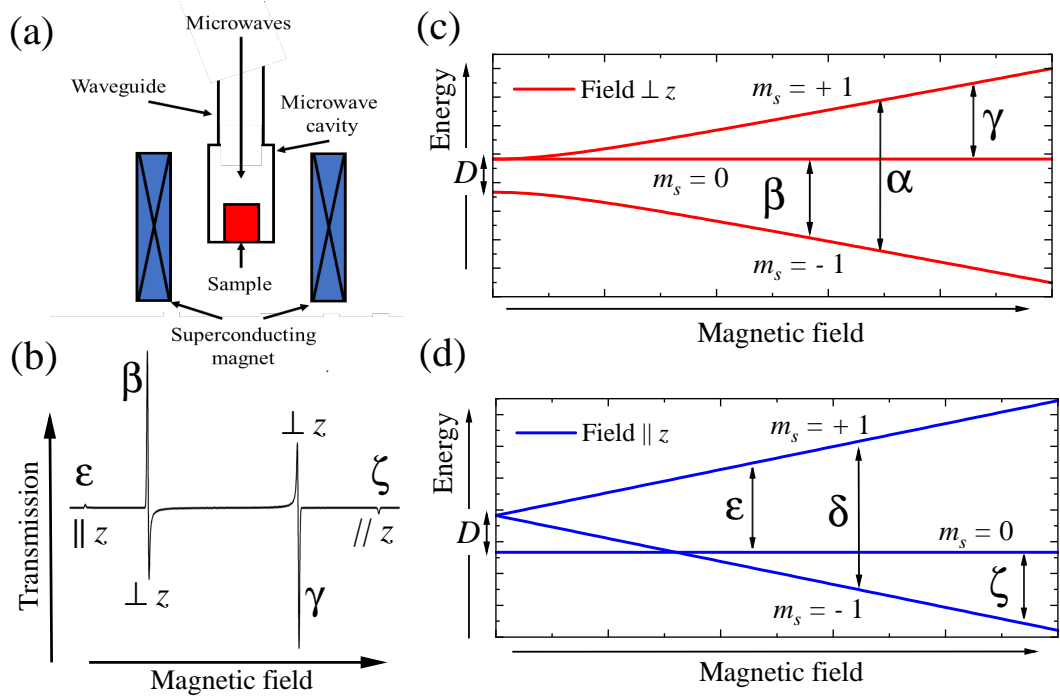 (a)
Microwaves
Waveguide
Microwave
cavity
Sample
Superconducting
magnet
(b)
β
⊥ z
ε
ζ
∥ z
// z
⊥ z
γ
Transmission
Magnetic field
(c)
Energy
Field ⊥ z
m_s = + 1
γ
D
m_s = 0
β
α
m_s = - 1
Magnetic field
(d)
Energy
Field ∥ z
m_s = + 1
ε
δ
D
m_s = 0
ζ
m_s = - 1
Magnetic field